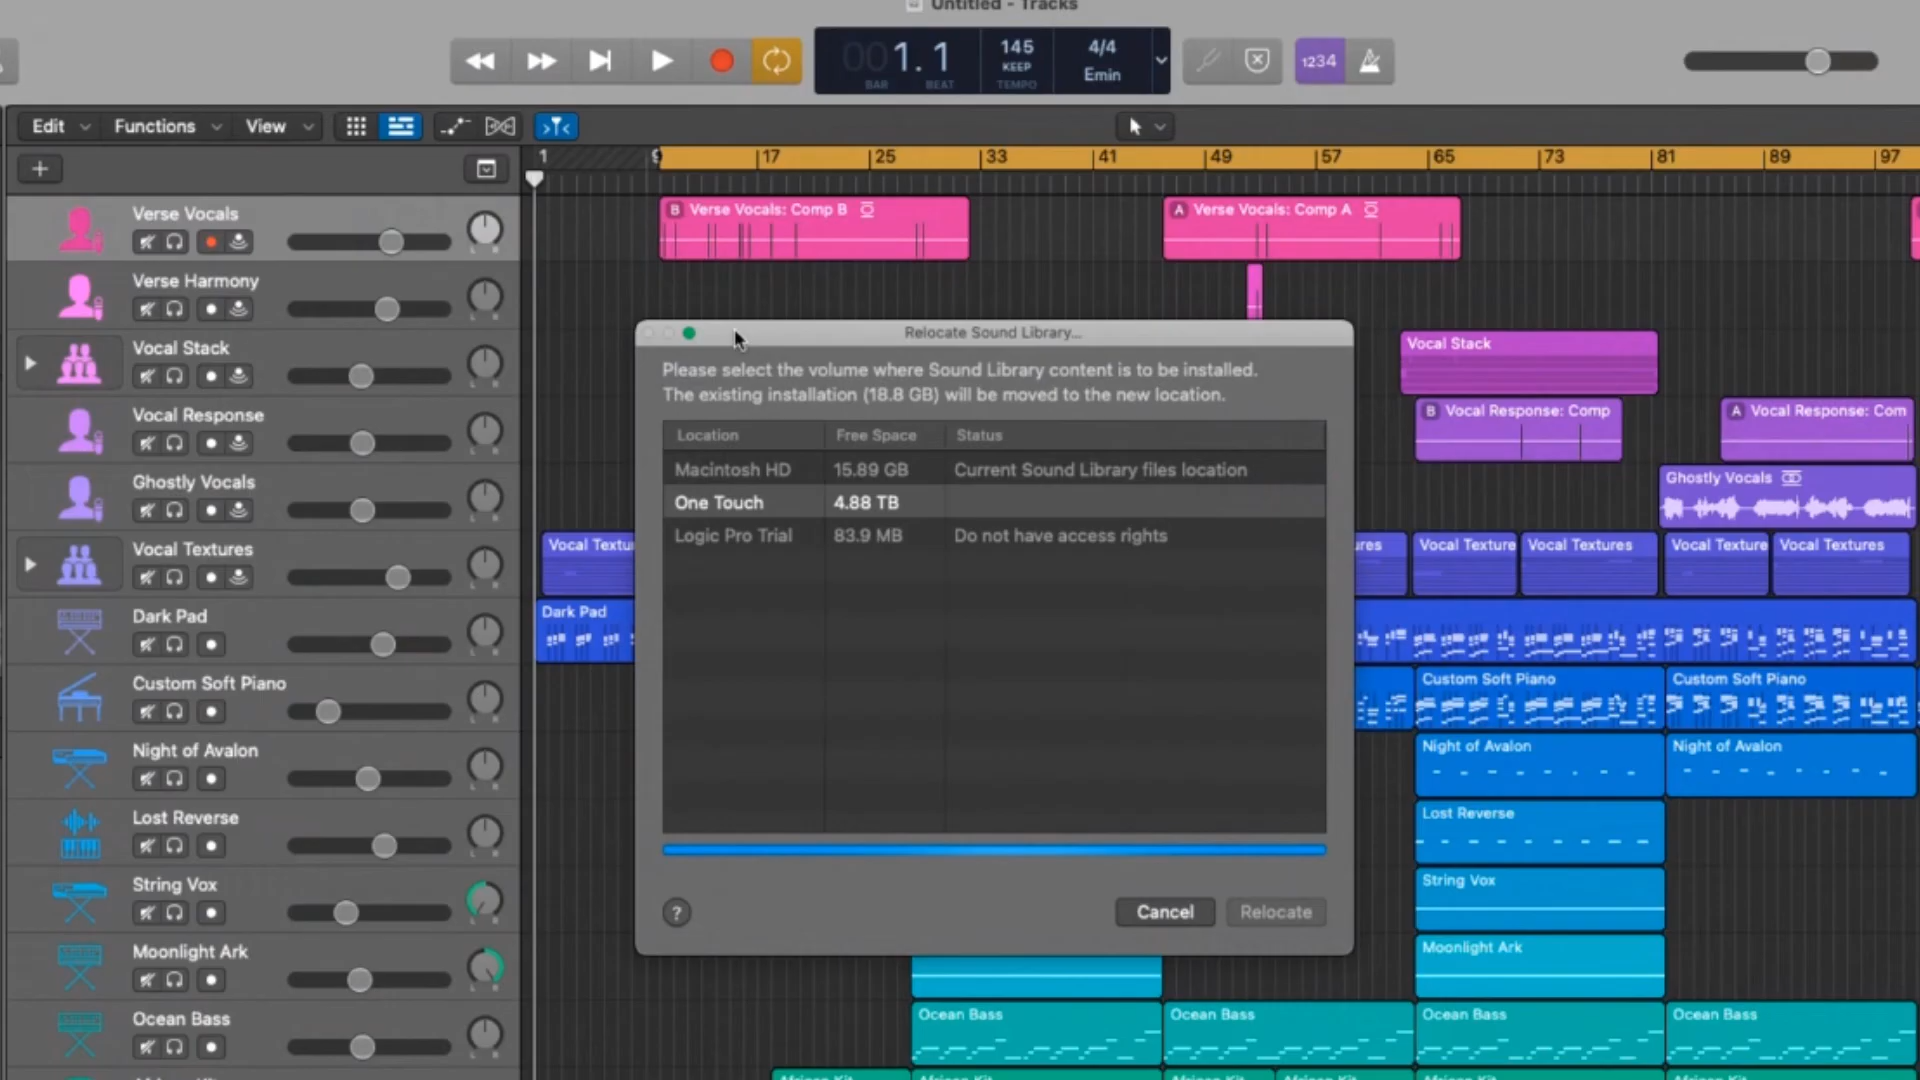 Untitled - Tracks
001.1
BAR
BEAT
145
KEEP
TEMPO
4/4
Emin
1234
Edit
Functions
View
1
9
17
25
33
41
49
57
65
73
81
89
97
Verse Vocals
B Verse Vocals: Comp B
A Verse Vocals: Comp A
Verse Harmony
Vocal Stack
Vocal Stack
Vocal Response
B Vocal Response: Comp
A Vocal Response: Com
Ghostly Vocals
Ghostly Vocals
Vocal Textures
Vocal Textu
ures
Vocal Texture
Vocal Textures
Vocal Texture
Vocal Textures
Dark Pad
Dark Pad
Custom Soft Piano
Custom Soft Piano
Custom Soft Piano
Night of Avalon
Night of Avalon
Night of Avalon
Lost Reverse
Lost Reverse
String Vox
String Vox
Moonlight Ark
Moonlight Ark
Ocean Bass
Ocean Bass
Ocean Bass
Ocean Bass
Ocean Bass
Relocate Sound Library...
Please select the volume where Sound Library content is to be installed.
The existing installation (18.8 GB) will be moved to the new location.
Location
Free Space
Status
Macintosh HD
15.89 GB
Current Sound Library files location
One Touch
4.88 TB
Logic Pro Trial
83.9 MB
Do not have access rights
?
Cancel
Relocate